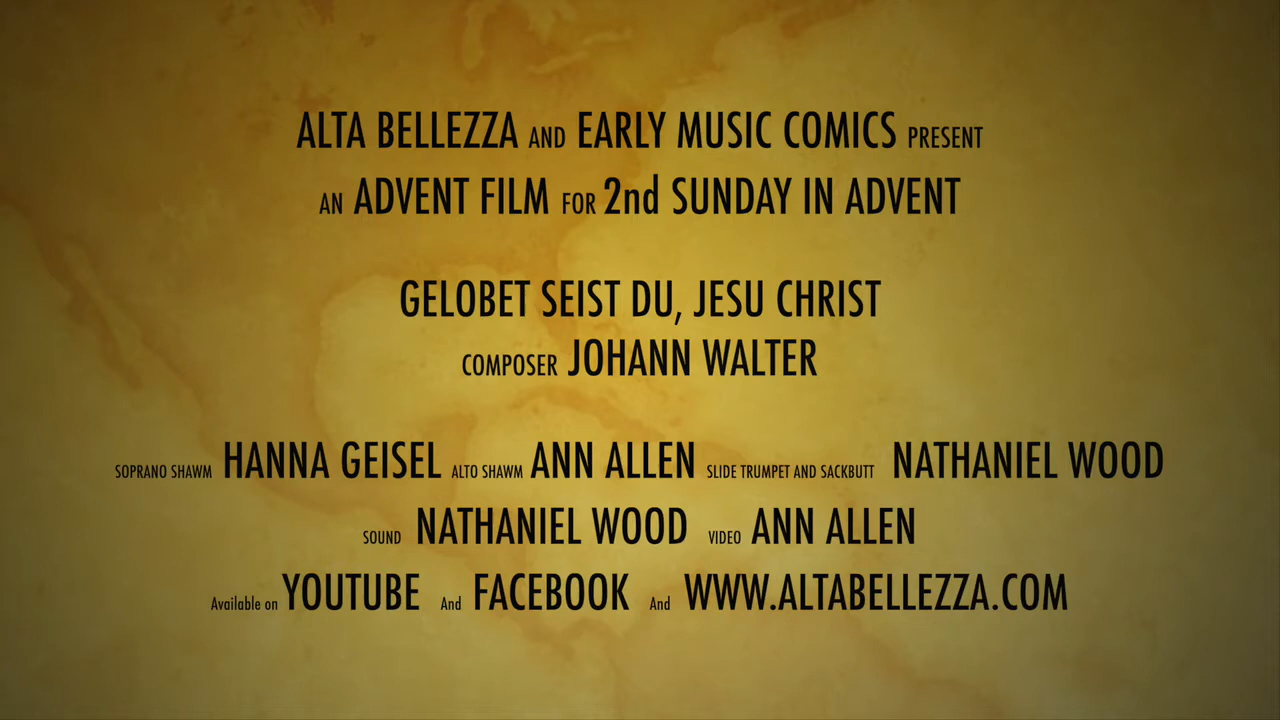 ALTA BELLEZZA AND EARLY MUSIC COMICS PRESENT
AN ADVENT FILM FOR 2nd SUNDAY IN ADVENT
GELOBET SEIST DU, JESU CHRIST
COMPOSER JOHANN WALTER
SOPRANO SHAWM HANNA GEISEL ALTO SHAWM ANN ALLEN SLIDE TRUMPET AND SACKBUTT NATHANIEL WOOD
SOUND NATHANIEL WOOD VIDEO ANN ALLEN
Available on YOUTUBE And FACEBOOK And WWW.ALTABELLEZZA.COM